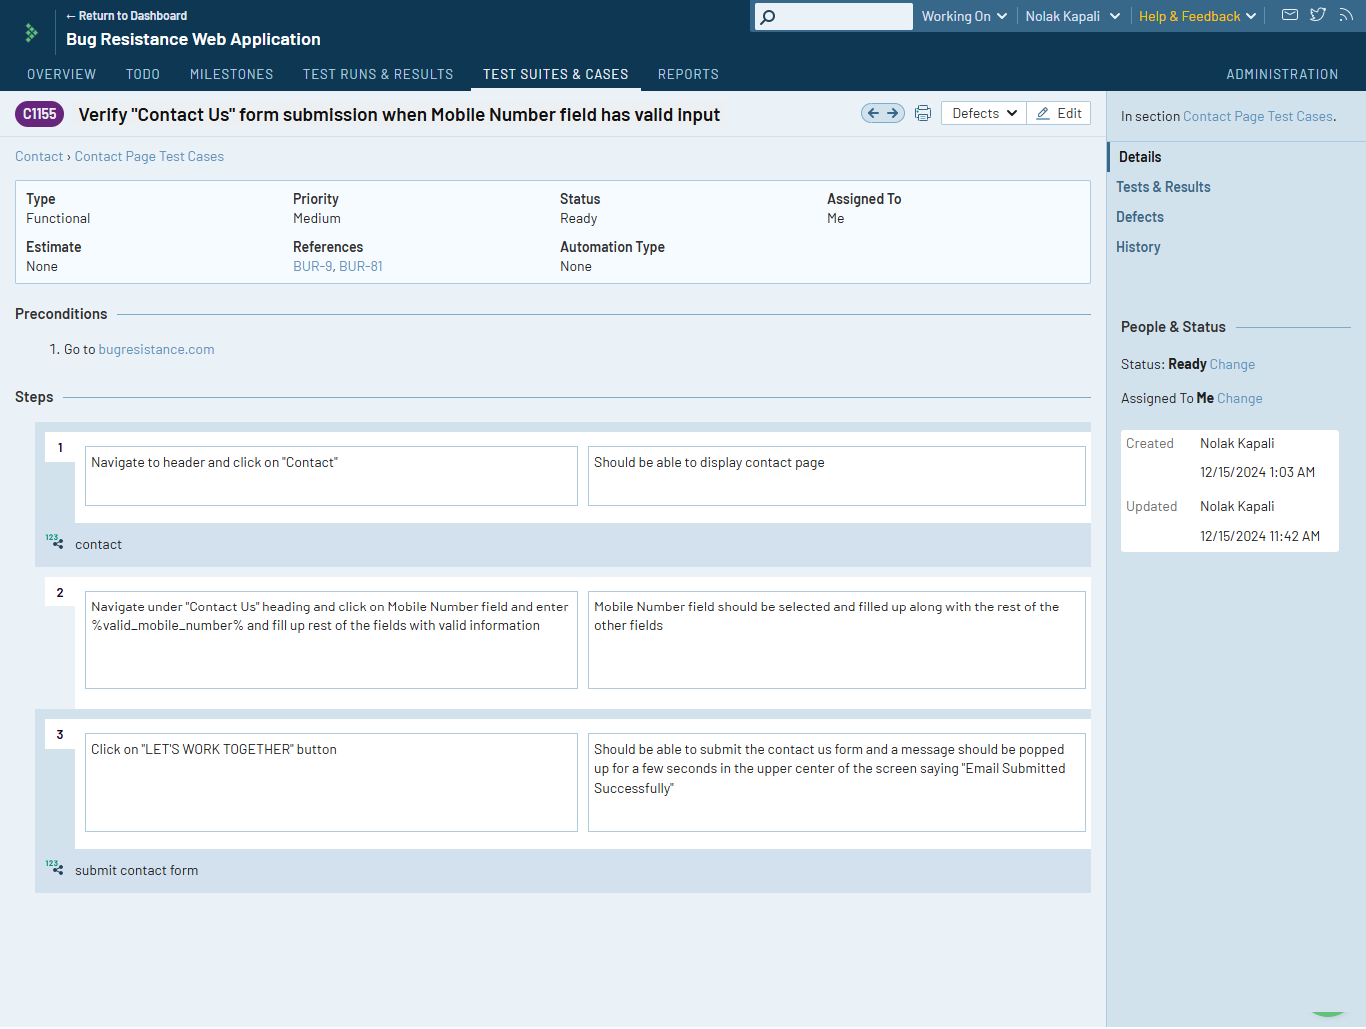 ← Return to Dashboard
Bug Resistance Web Application
Working On
Nolak Kapali
Help & Feedback
OVERVIEW
TODO
MILESTONES
TEST RUNS & RESULTS
TEST SUITES & CASES
REPORTS
ADMINISTRATION
C1155
Verify "Contact Us" form submission when Mobile Number field has valid input
Defects
Edit
Contact › Contact Page Test Cases
Type
Functional
Priority
Medium
Status
Ready
Assigned To
Me
Estimate
None
References
BUR-9, BUR-81
Automation Type
None
Preconditions
1. Go to bugresistance.com
Steps
1
Navigate to header and click on "Contact"
Should be able to display contact page
123
contact
2
Navigate under "Contact Us" heading and click on Mobile Number field and enter
%valid_mobile_number% and fill up rest of the fields with valid information
Mobile Number field should be selected and filled up along with the rest of the
other fields
3
Click on "LET'S WORK TOGETHER" button
Should be able to submit the contact us form and a message should be popped
up for a few seconds in the upper center of the screen saying "Email Submitted
Successfully"
123
submit contact form
In section Contact Page Test Cases.
Details
Tests & Results
Defects
History
People & Status
Status: Ready Change
Assigned To Me Change
Created
Nolak Kapali
12/15/2024 1:03 AM
Updated
Nolak Kapali
12/15/2024 11:42 AM